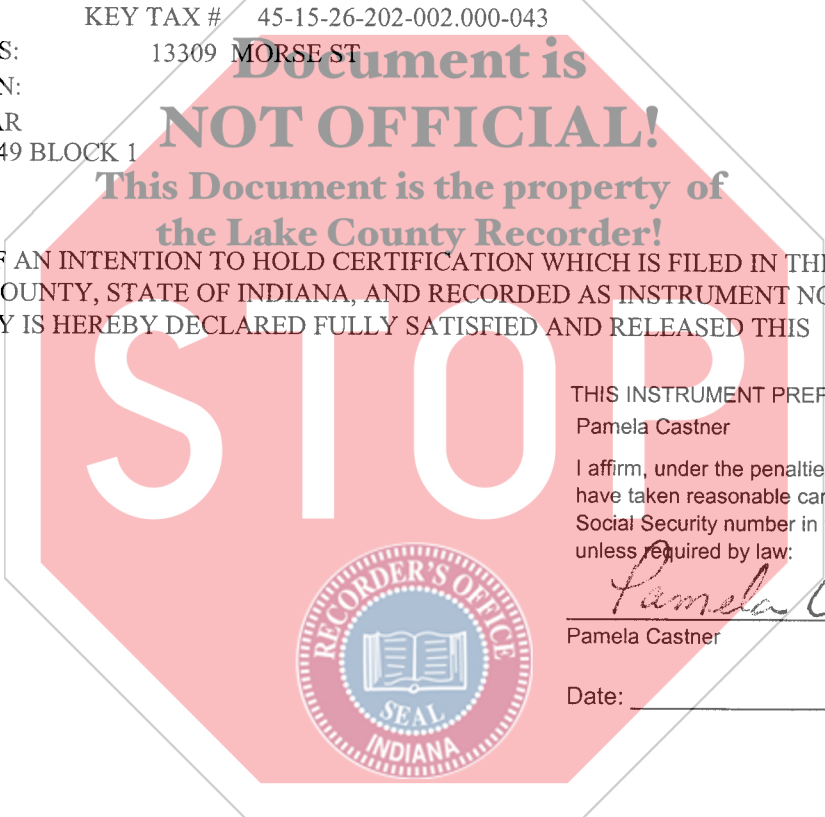 KEY TAX # 45-15-26-202-002.000-043
S: 13309 MORSE ST
N:
AR
49 BLOCK 1
Document is
NOT OFFICIAL!
This Document is the property of
the Lake County Recorder!
F AN INTENTION TO HOLD CERTIFICATION WHICH IS FILED IN THE
OUNTY, STATE OF INDIANA, AND RECORDED AS INSTRUMENT NO
Y IS HEREBY DECLARED FULLY SATISFIED AND RELEASED THIS
STOP
THIS INSTRUMENT PREP
Pamela Castner
I affirm, under the penaltie
have taken reasonable car
Social Security number in
unless required by law:
Pamela C
Pamela Castner
Date:
RECORDER'S OFFICE
SEAL
INDIANA